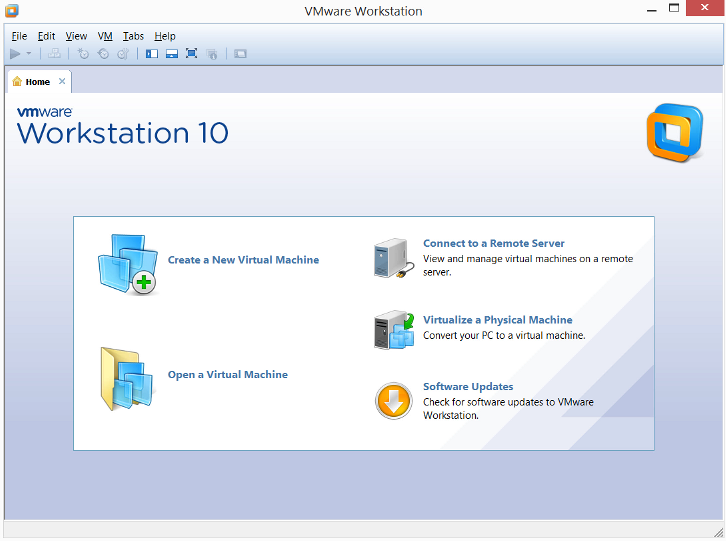 VMware Workstation
File Edit View VM Tabs Help
Home
vmware
Workstation 10
Create a New Virtual Machine
Open a Virtual Machine
Connect to a Remote Server
View and manage virtual machines on a remote
server.
Virtualize a Physical Machine
Convert your PC to a virtual machine.
Software Updates
Check for software updates to VMware
Workstation.